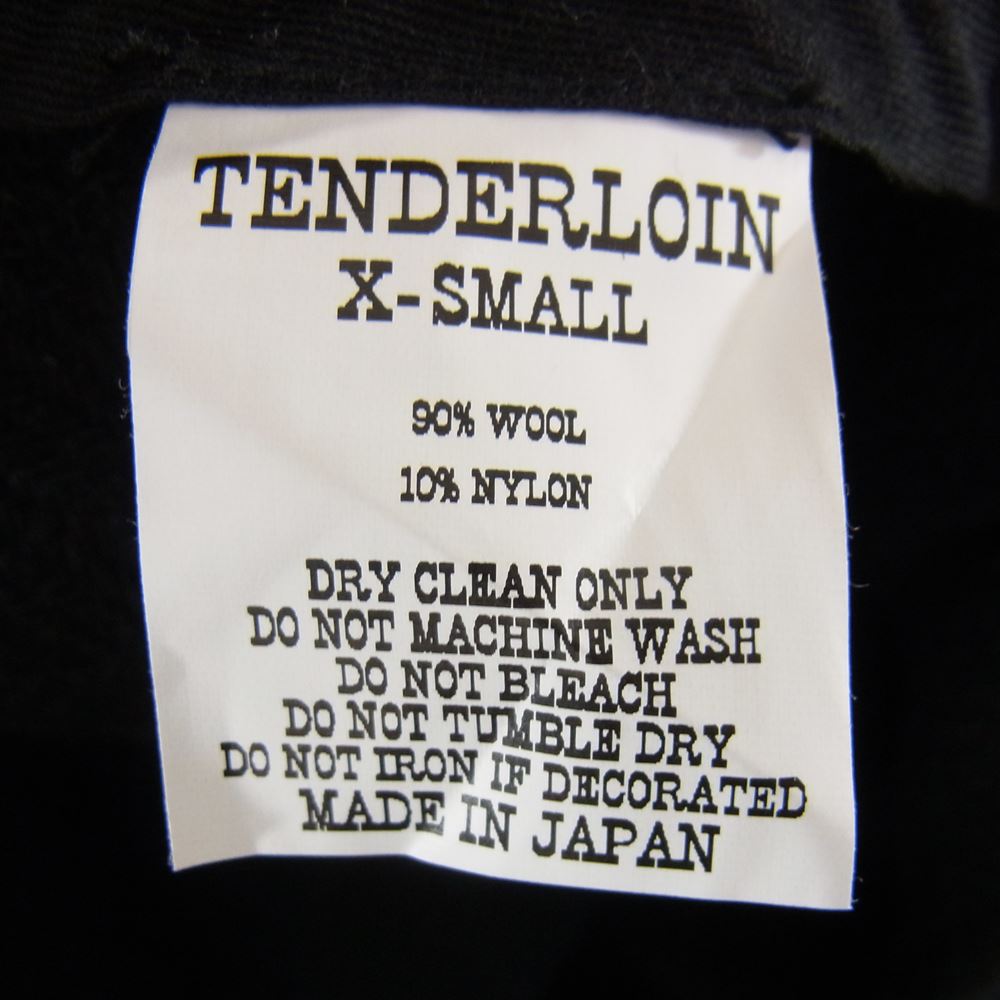 TENDERLOIN
X-SMALL
90% WOOL
10% NYLON
DRY CLEAN ONLY
DO NOT MACHINE WASH
DO NOT BLEACH
DO NOT TUMBLE DRY
DO NOT IRON IF DECORATED
MADE IN JAPAN